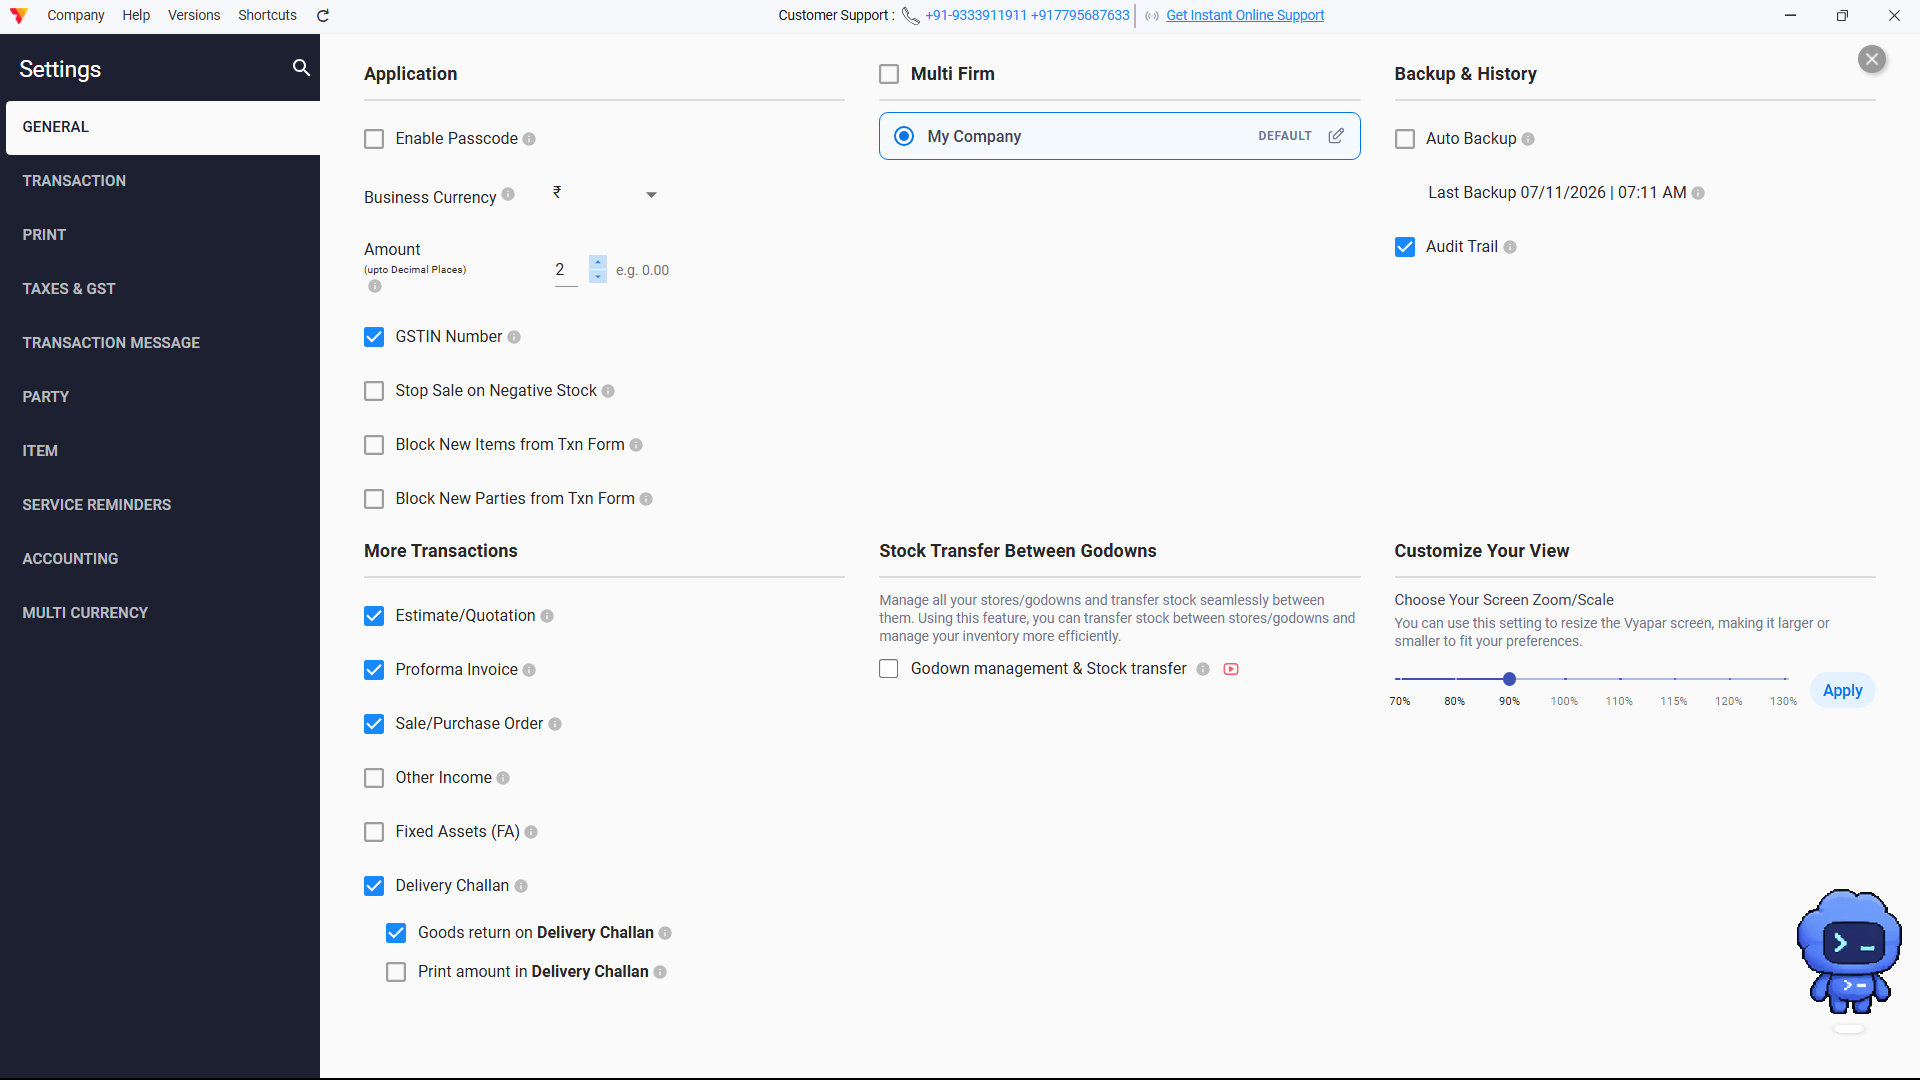 Company Help Versions Shortcuts
Customer Support : +91-9333911911 +917795687633 Get Instant Online Support
Settings
GENERAL
TRANSACTION
PRINT
TAXES & GST
TRANSACTION MESSAGE
PARTY
ITEM
SERVICE REMINDERS
ACCOUNTING
MULTI CURRENCY
Application
Enable Passcode
Business Currency ₹
Amount
(upto Decimal Places)
2 e.g. 0.00
GSTIN Number
Stop Sale on Negative Stock
Block New Items from Txn Form
Block New Parties from Txn Form
Multi Firm
My Company DEFAULT
Backup & History
Auto Backup
Last Backup 07/11/2026 | 07:11 AM
Audit Trail
More Transactions
Estimate/Quotation
Proforma Invoice
Sale/Purchase Order
Other Income
Fixed Assets (FA)
Delivery Challan
Goods return on Delivery Challan
Print amount in Delivery Challan
Stock Transfer Between Godowns
Manage all your stores/godowns and transfer stock seamlessly between
them. Using this feature, you can transfer stock between stores/godowns and
manage your inventory more efficiently.
Godown management & Stock transfer
Customize Your View
Choose Your Screen Zoom/Scale
You can use this setting to resize the Vyapar screen, making it larger or
smaller to fit your preferences.
70% 80% 90% 100% 110% 115% 120% 130%
Apply